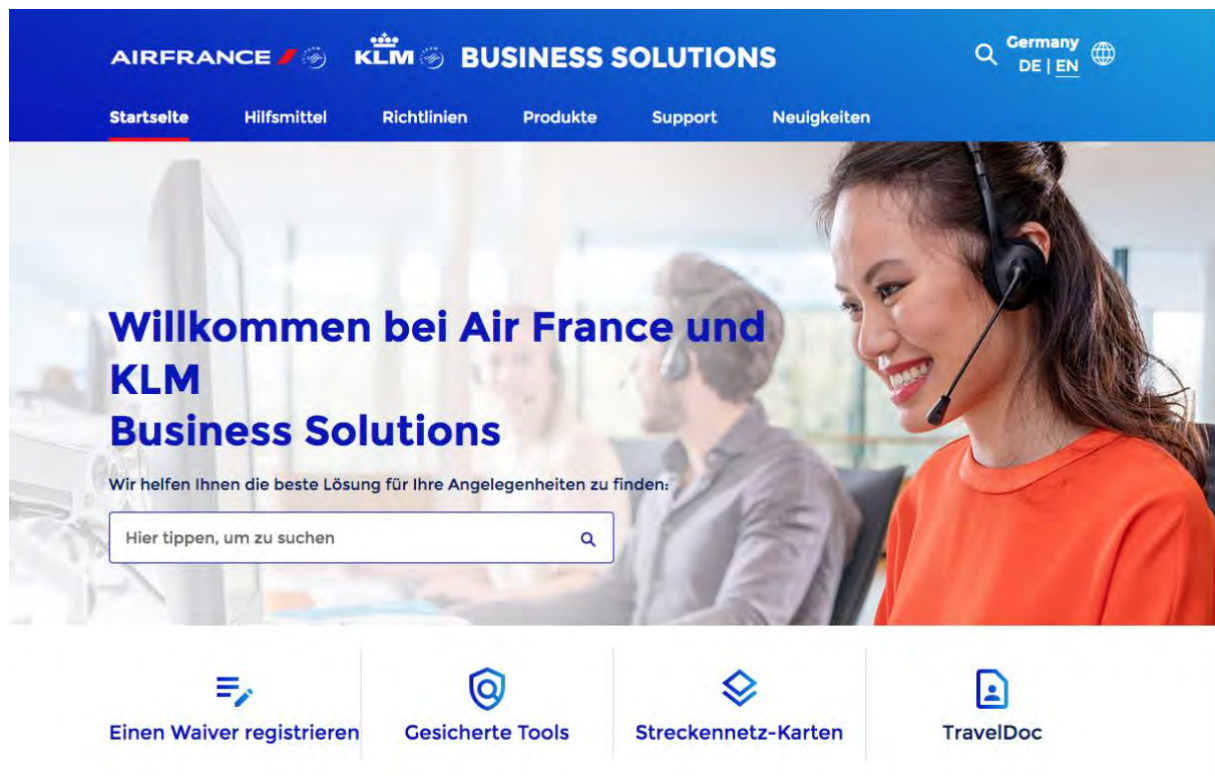 AIRFRANCE KLM BUSINESS SOLUTIONS
Germany
DE | EN
Startseite Hilfsmittel Richtlinien Produkte Support Neuigkeiten
Willkommen bei Air France und
KLM
Business Solutions
Wir helfen Ihnen die beste Lösung für Ihre Angelegenheiten zu finden:
Hier tippen, um zu suchen
Einen Waiver registrieren Gesicherte Tools Streckennetz-Karten TravelDoc